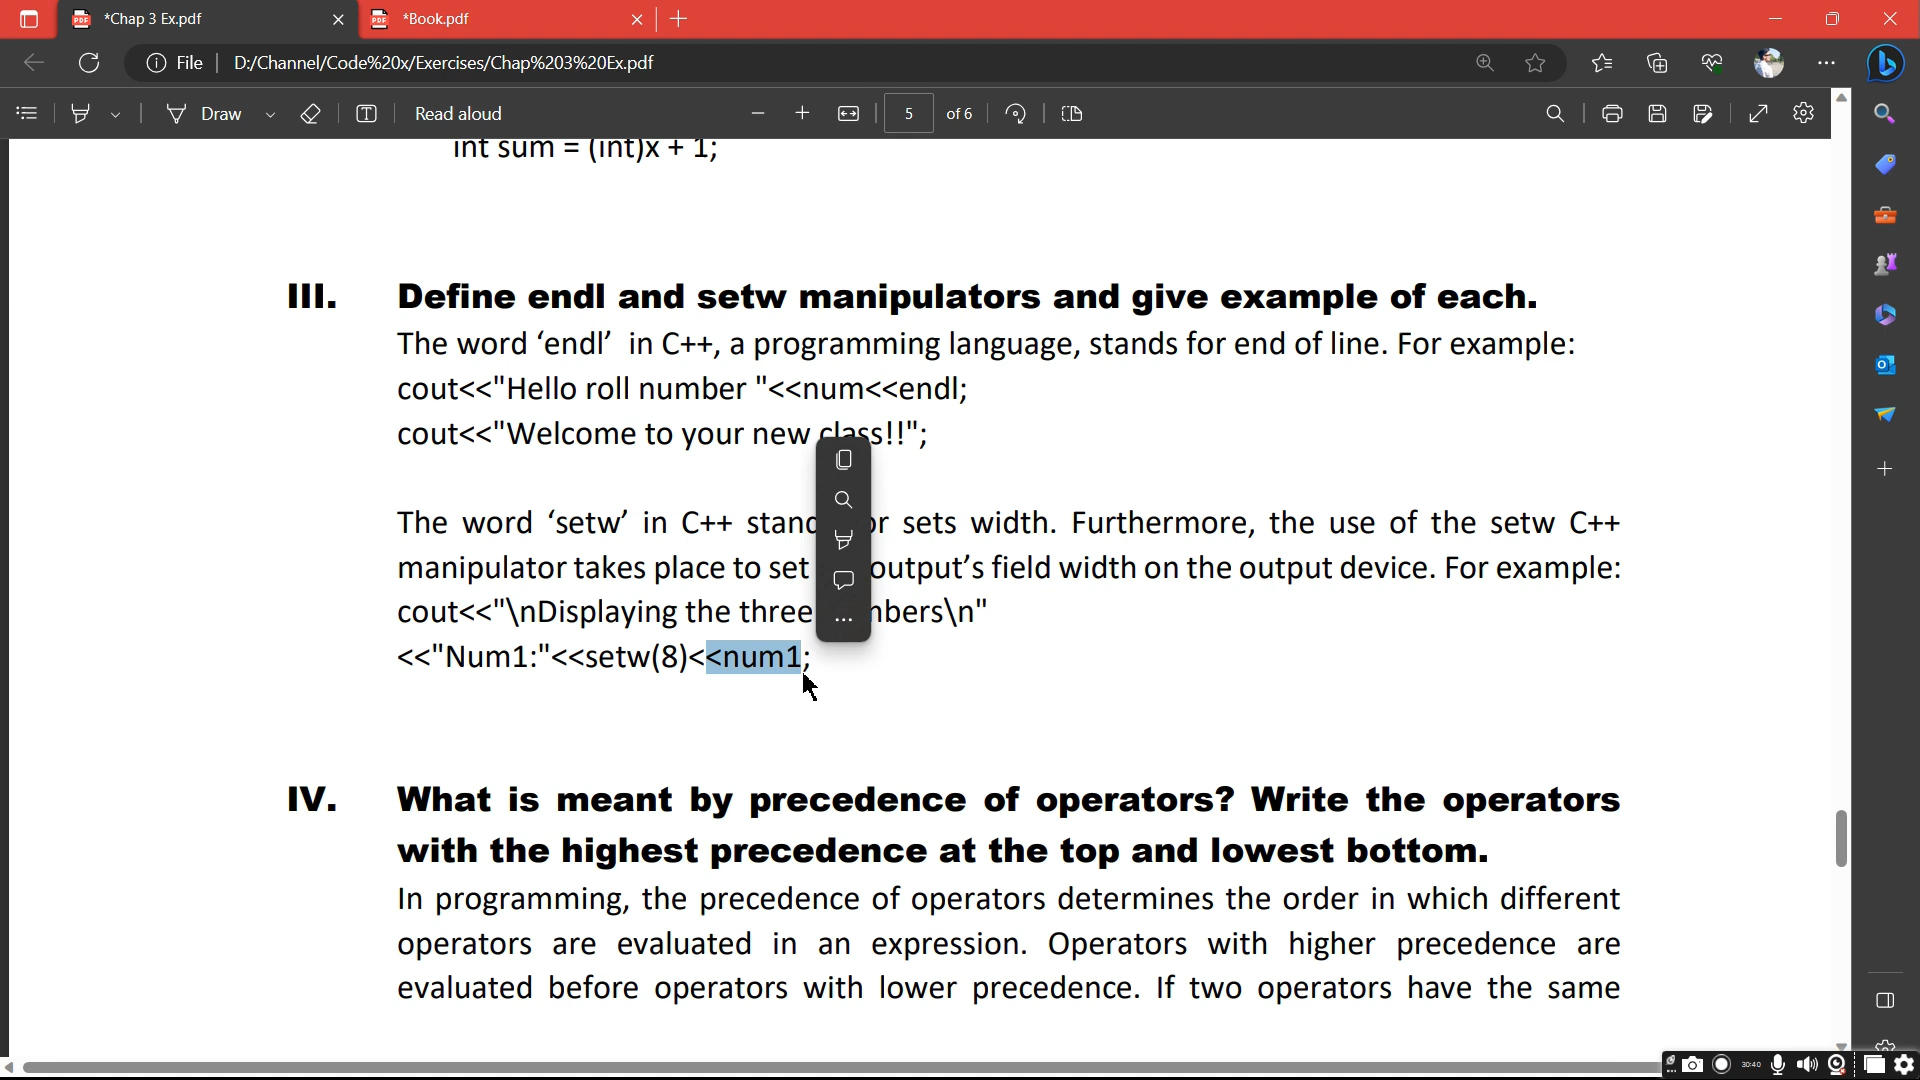 *Chap 3 Ex.pdf
*Book.pdf
File
D:/Channel/Code%20x/Exercises/Chap%203%20Ex.pdf
Draw
Read aloud
5
of 6
int sum = (int)x + 1;
III. Define endl and setw manipulators and give example of each.
The word ‘endl’ in C++, a programming language, stands for end of line. For example:
cout<<"Hello roll number "<<num<<endl;
cout<<"Welcome to your new class!!";
The word ‘setw’ in C++ sets width. Furthermore, the use of the setw C++
manipulator takes place to set output’s field width on the output device. For example:
cout<<"\nDisplaying the three \n"
<<"Num1:"<<setw(8)<<num1;
IV. What is meant by precedence of operators? Write the operators
with the highest precedence at the top and lowest bottom.
In programming, the precedence of operators determines the order in which different
operators are evaluated in an expression. Operators with higher precedence are
evaluated before operators with lower precedence. If two operators have the same
30:40